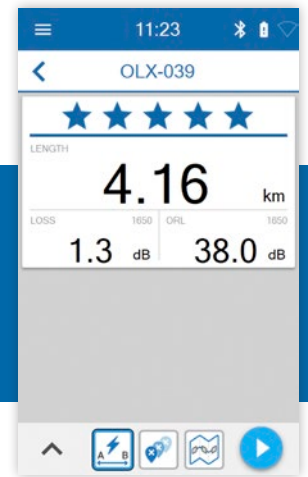 11:23
OLX-039
LENGTH
4.16 km
LOSS 1650 ORL 1650
1.3 dB 38.0 dB
A B